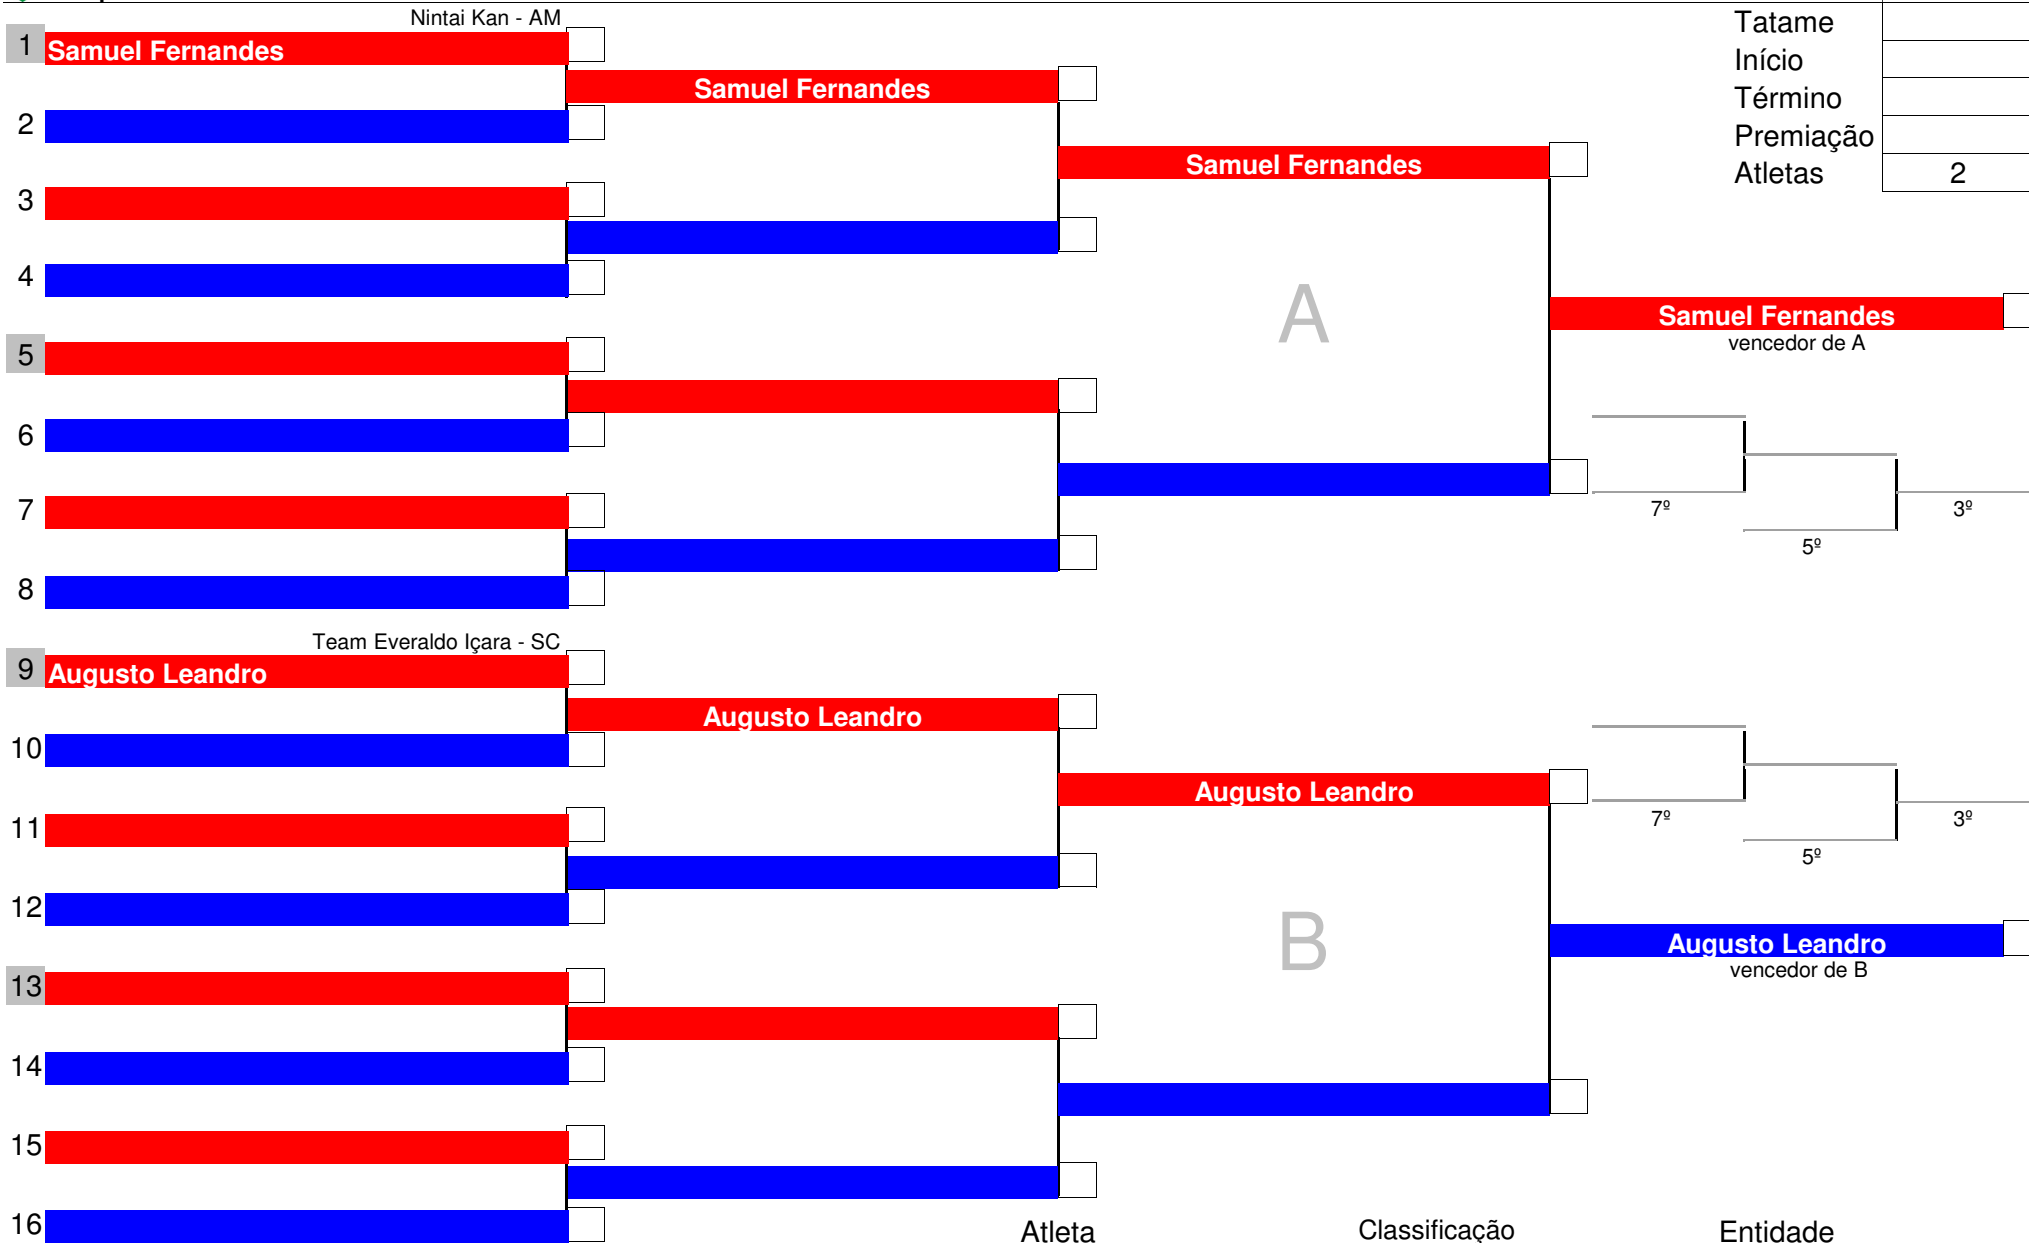 Nintai Kan - AM
1 Samuel Fernandes
Samuel Fernandes
2
Samuel Fernandes
3
4
Samuel Fernandes
vencedor de A
A
5
6
7
7º
3º
5º
8
Team Everaldo Içara - SC
9 Augusto Leandro
Augusto Leandro
10
Augusto Leandro
11
7º
3º
5º
12
B
Augusto Leandro
vencedor de B
13
14
15
16
Tatame
Início
Término
Premiação
Atletas 2
Atleta Classificação Entidade